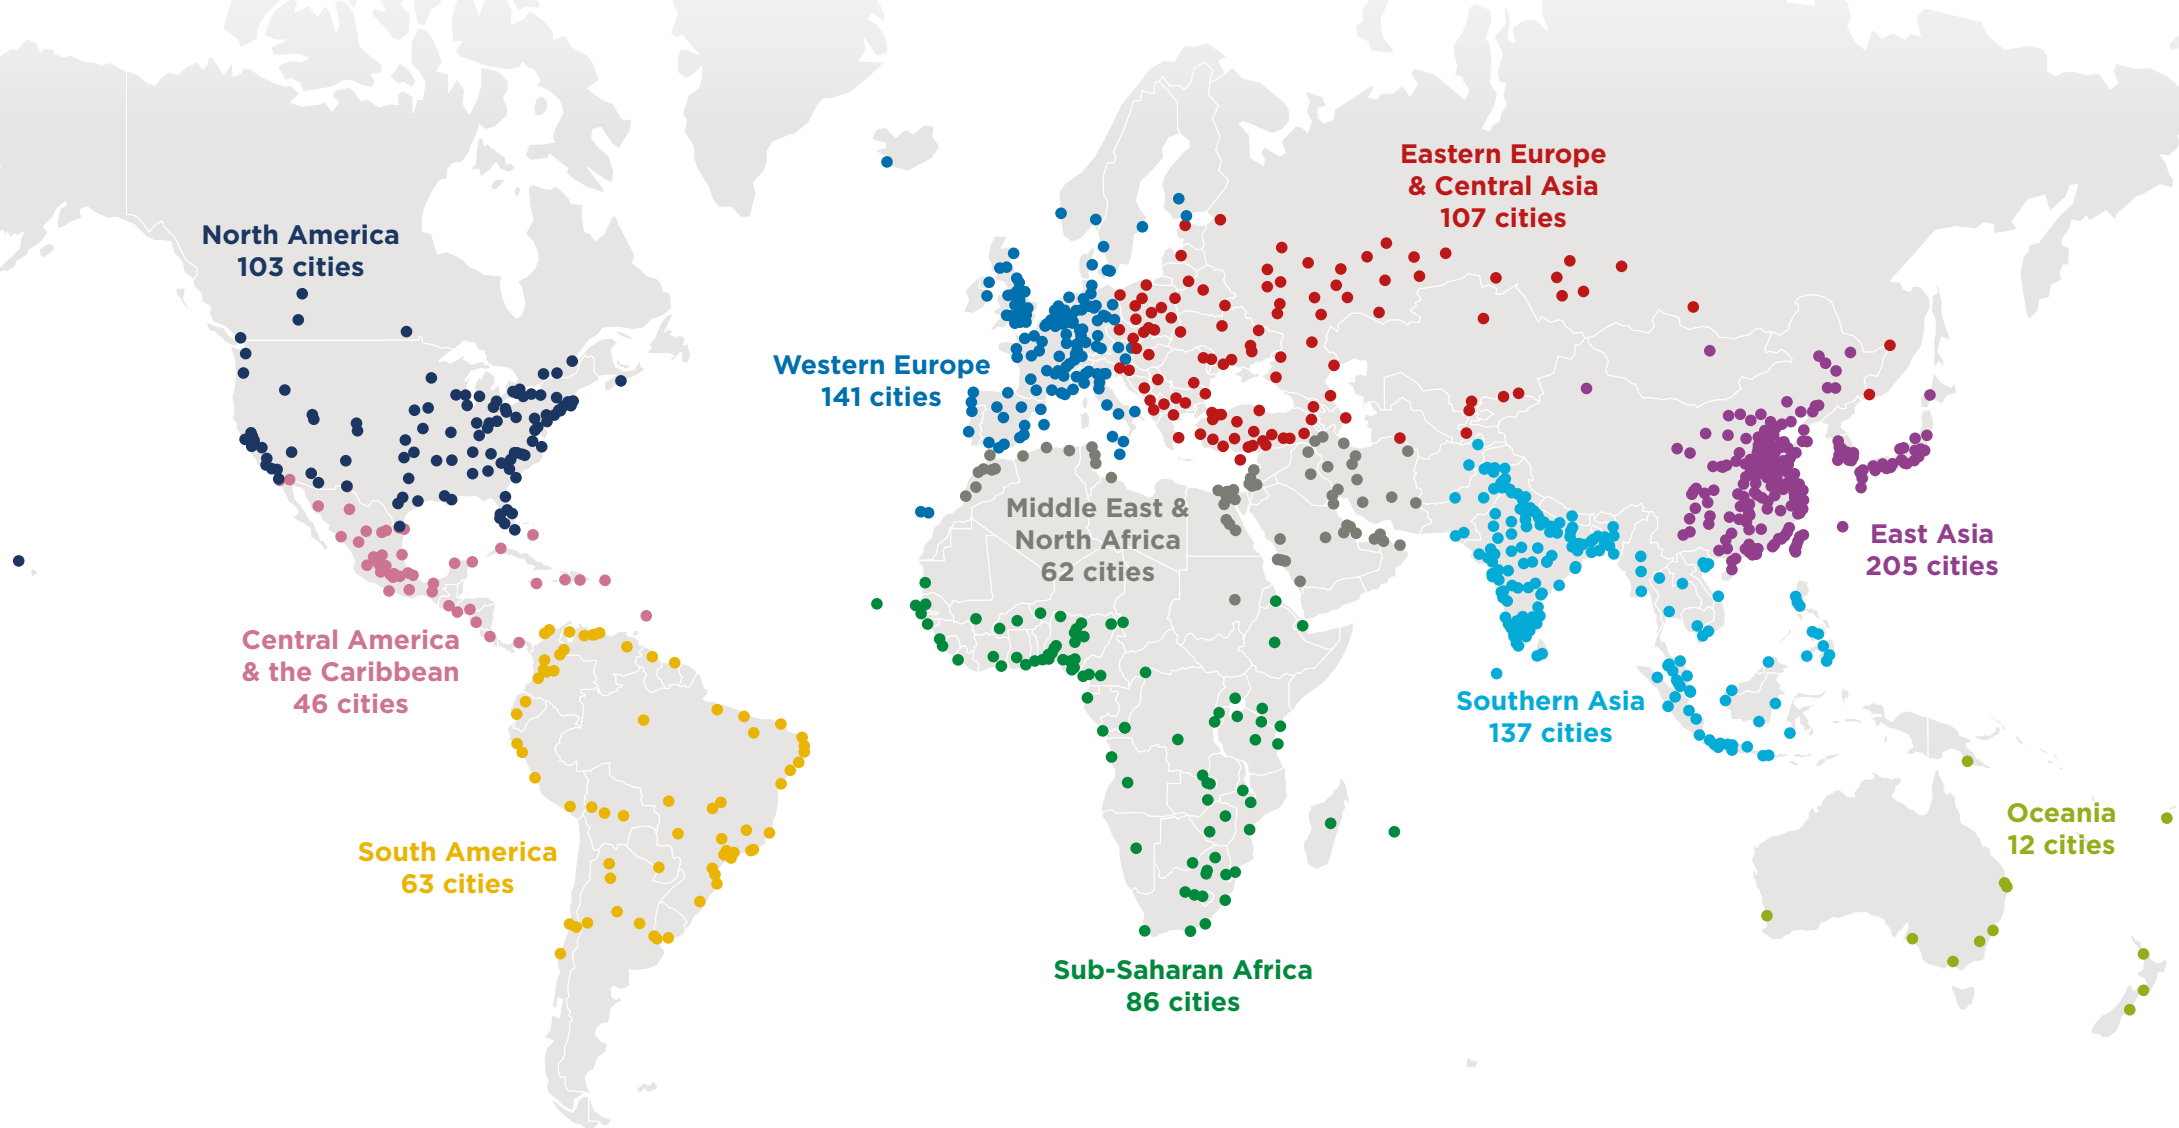 Eastern Europe
& Central Asia
107 cities
North America
103 cities
Western Europe
141 cities
Middle East &
North Africa
62 cities
East Asia
205 cities
Central America
& the Caribbean
46 cities
Southern Asia
137 cities
Oceania
12 cities
South America
63 cities
Sub-Saharan Africa
86 cities